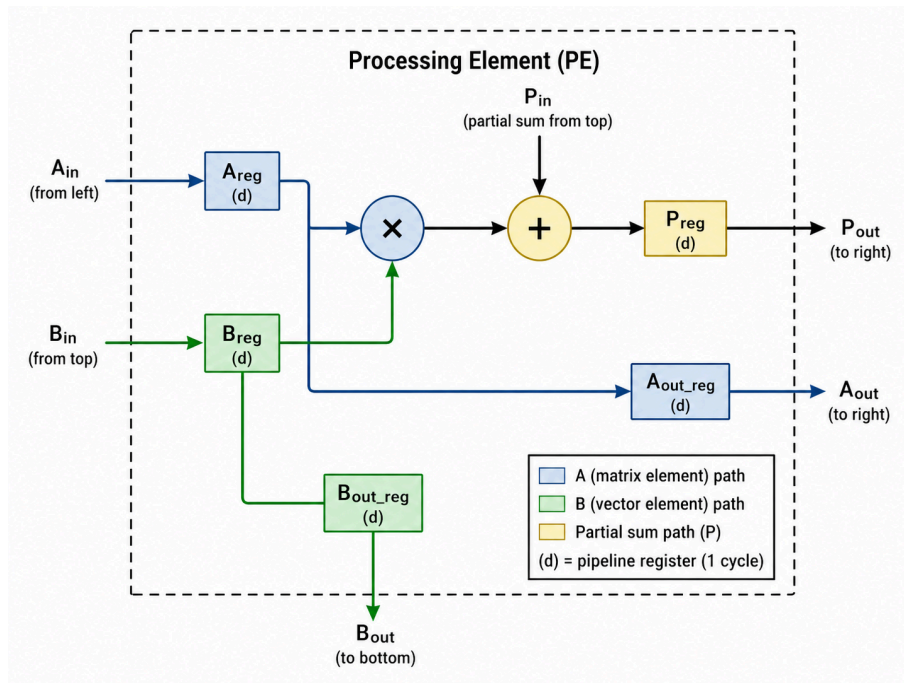 Processing Element (PE)
Pin
(partial sum from top)
Ain
(from left)
Areg
(d)
×
+
Preg
(d)
Pout
(to right)
Bin
(from top)
Breg
(d)
Aout_reg
(d)
Aout
(to right)
Bout_reg
(d)
A (matrix element) path
B (vector element) path
Partial sum path (P)
(d) = pipeline register (1 cycle)
Bout
(to bottom)